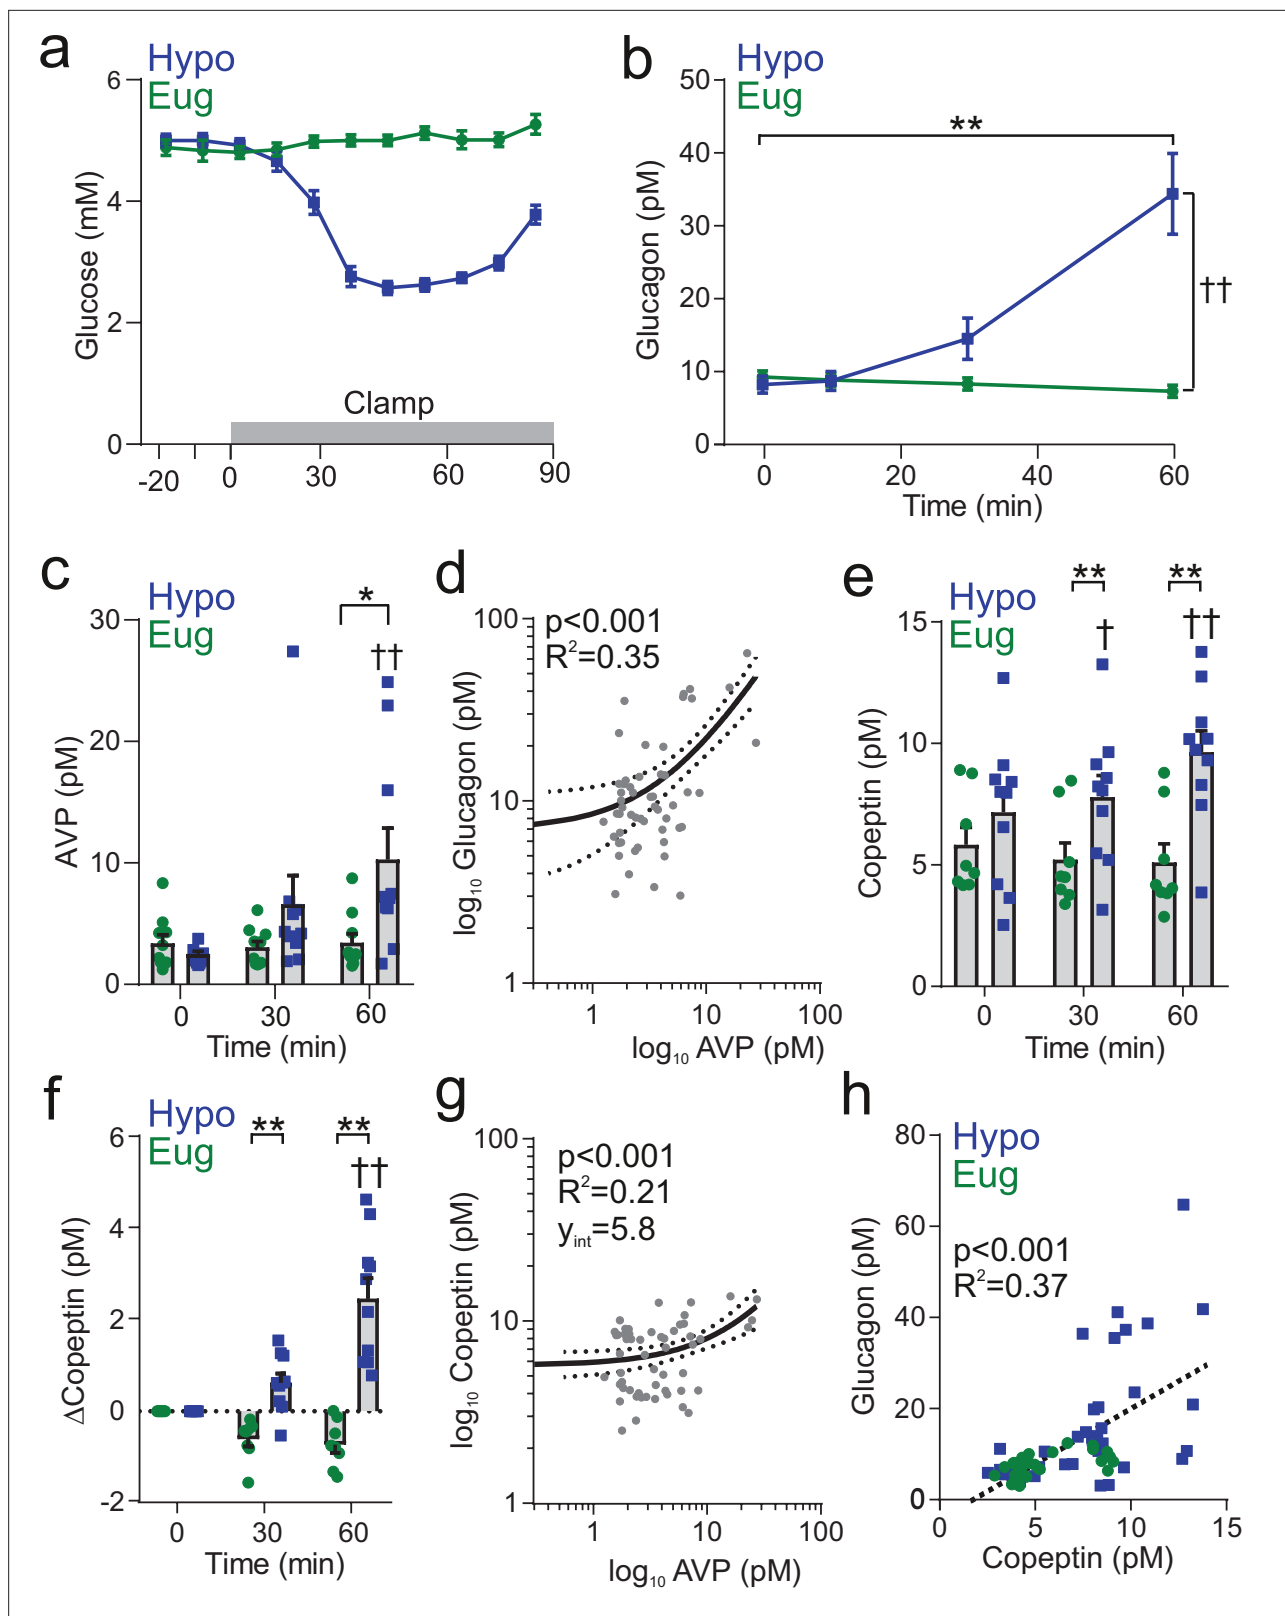 a
Hypo
Eug
6
4
2
0
Glucose (mM)
Clamp
-20 0 30 60 90
b
Hypo
Eug
50
40
30
20
10
0
Glucagon (pM)
**
††
0 20 40 60
Time (min)
c
Hypo
Eug
30
20
10
0
AVP (pM)
*
††
0 30 60
Time (min)
d
100
10
1
log₁₀ Glucagon (pM)
p<0.001
R²=0.35
1 10 100
log₁₀ AVP (pM)
e
Hypo
Eug
15
10
5
0
Copeptin (pM)
** **
† ††
0 30 60
Time (min)
f
Hypo
Eug
6
4
2
0
-2
ΔCopeptin (pM)
** **
††
0 30 60
Time (min)
g
100
10
1
log₁₀ Copeptin (pM)
p<0.001
R²=0.21
yᵢₙₜ=5.8
1 10 100
log₁₀ AVP (pM)
h
Hypo
Eug
80
60
40
20
0
Glucagon (pM)
p<0.001
R²=0.37
0 5 10 15
Copeptin (pM)